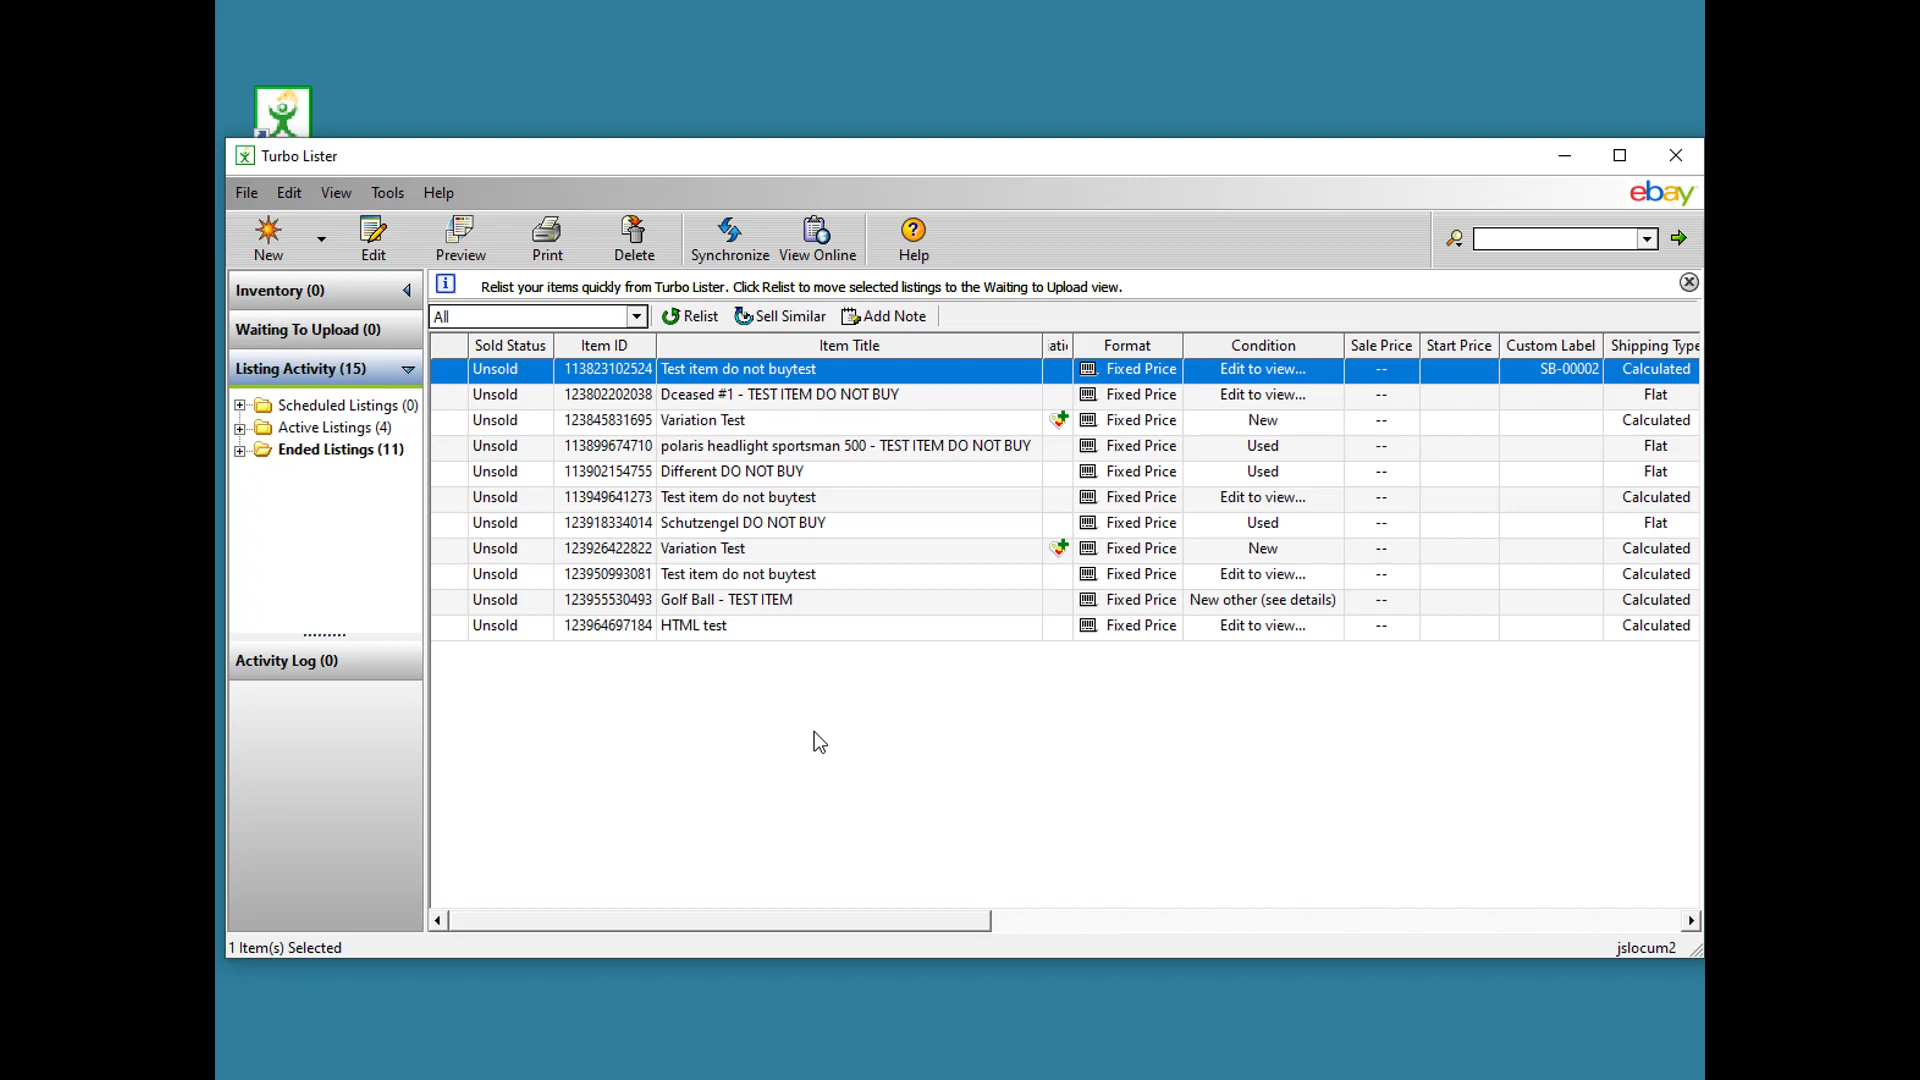 Turbo Lister
File Edit View Tools Help
ebay
New Edit Preview Print Delete Synchronize View Online Help
Inventory (0)
Relist your items quickly from Turbo Lister. Click Relist to move selected listings to the Waiting to Upload view.
All Relist Sell Similar Add Note
Waiting To Upload (0)
Listing Activity (15)
Scheduled Listings (0)
Active Listings (4)
Ended Listings (11)
Activity Log (0)
Sold Status Item ID Item Title atio Format Condition Sale Price Start Price Custom Label Shipping Type
Unsold 113823102524 Test item do not buytest Fixed Price Edit to view... -- SB-00002 Calculated
Unsold 123802202038 Dceased #1 - TEST ITEM DO NOT BUY Fixed Price Edit to view... -- Flat
Unsold 123845831695 Variation Test Fixed Price New -- Calculated
Unsold 113899674710 polaris headlight sportsman 500 - TEST ITEM DO NOT BUY Fixed Price Used -- Flat
Unsold 113902154755 Different DO NOT BUY Fixed Price Used -- Flat
Unsold 113949641273 Test item do not buytest Fixed Price Edit to view... -- Calculated
Unsold 123918334014 Schutzengel DO NOT BUY Fixed Price Used -- Flat
Unsold 123926422822 Variation Test Fixed Price New -- Calculated
Unsold 123950993081 Test item do not buytest Fixed Price Edit to view... -- Calculated
Unsold 123955530493 Golf Ball - TEST ITEM Fixed Price New other (see details) -- Calculated
Unsold 123964697184 HTML test Fixed Price Edit to view... -- Calculated
1 Item(s) Selected
jslocum2